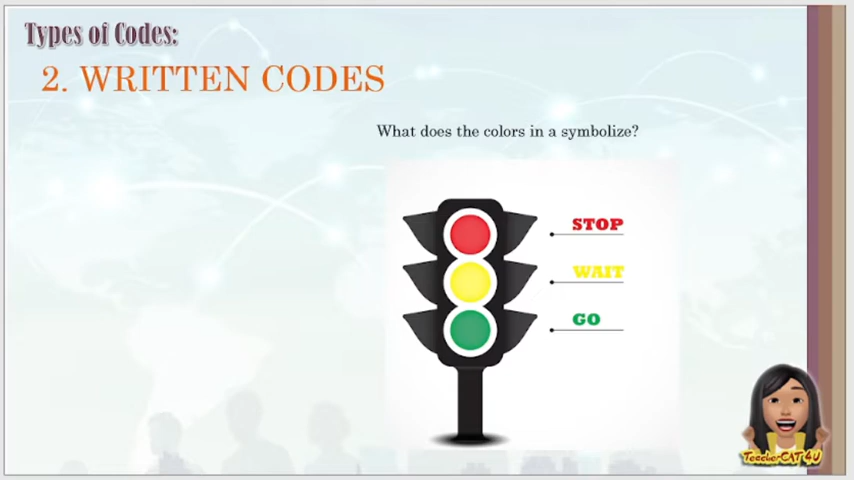 Types of Codes:
2. WRITTEN CODES
What does the colors in a symbolize?
STOP
WAIT
GO
TeacherCAT 4U